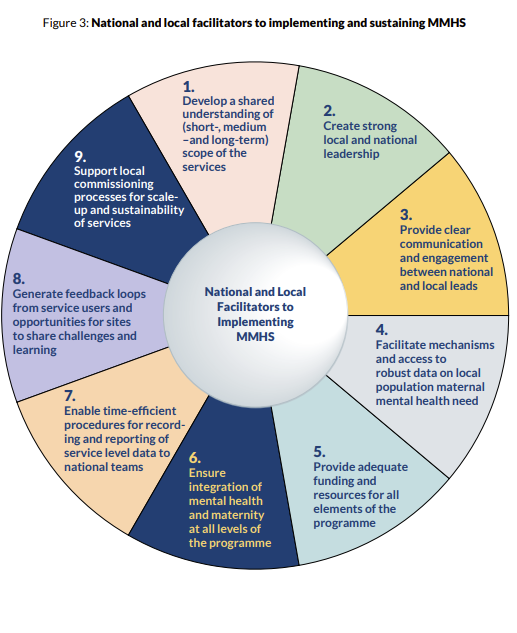 Figure 3: National and local facilitators to implementing and sustaining MMHS
1.
Develop a shared
understanding of
(short-, medium
–and long-term)
scope of the
services
2.
Create strong
local and national
leadership
3.
Provide clear
communication
and engagement
between national
and local leads
4.
Facilitate mechanisms
and access to
robust data on local
population maternal
mental health need
5.
Provide adequate
funding and
resources for all
elements of the
programme
6.
Ensure
integration of
mental health
and maternity
at all levels of
the programme
7.
Enable time-efficient
procedures for record-
ing and reporting of
service level data to
national teams
8.
Generate feedback loops
from service users and
opportunities for sites
to share challenges and
learning
9.
Support local
commissioning
processes for scale-
up and sustainability
of services
National and Local
Facilitators to
Implementing
MMHS